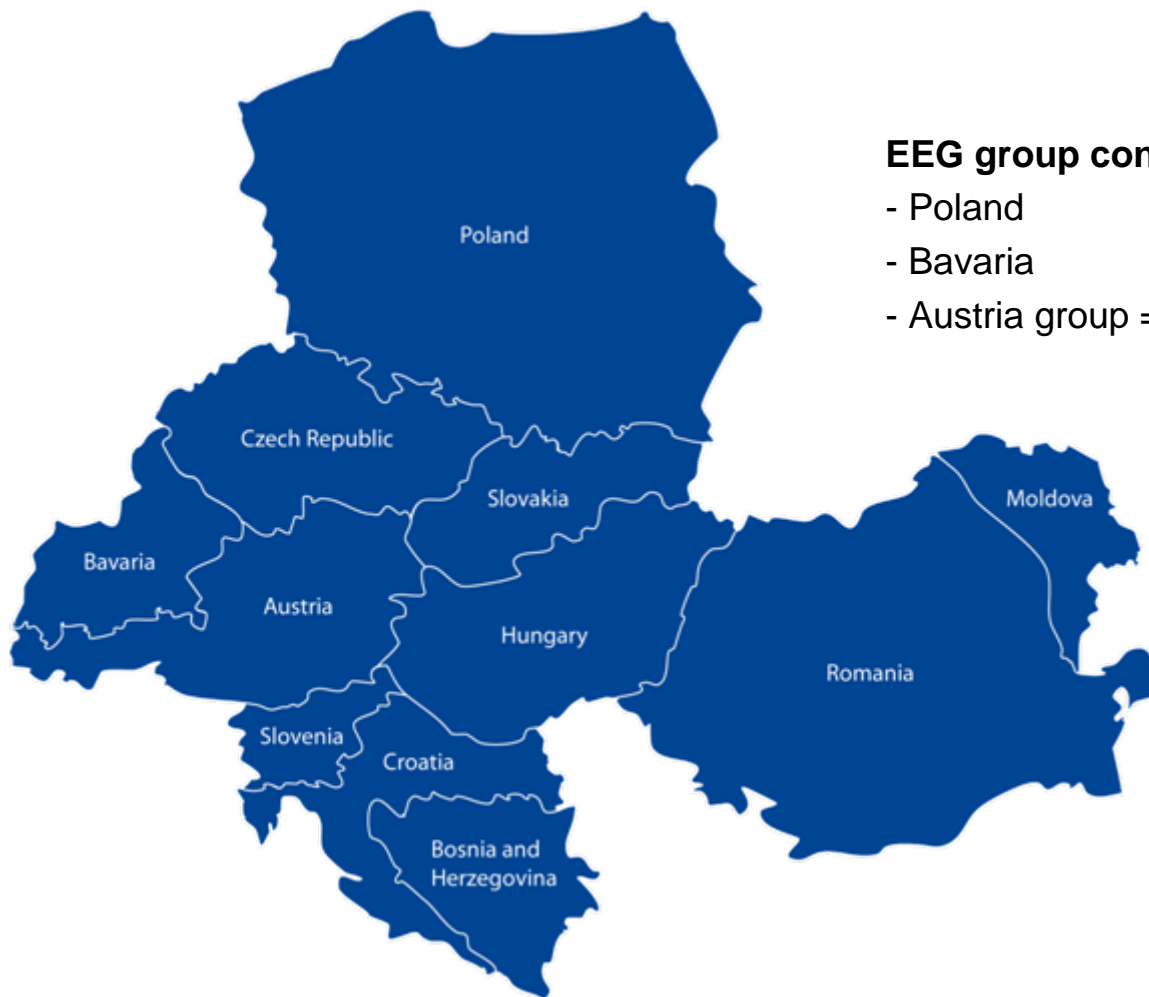 EEG group con
- Poland
- Bavaria
- Austria group =
Poland
Czech Republic
Slovakia
Moldova
Bavaria
Austria
Hungary
Romania
Slovenia
Croatia
Bosnia and
Herzegovina